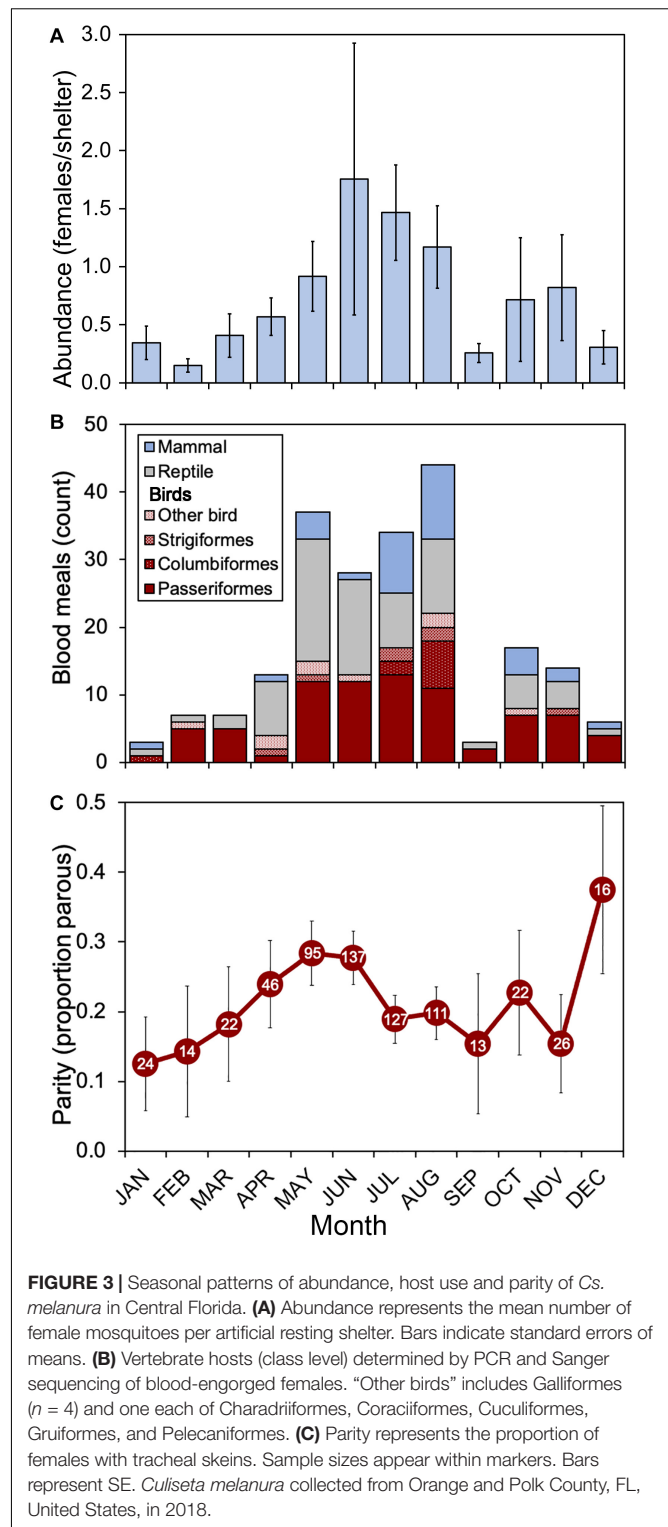 A
3.0
2.5
2.0
1.5
1.0
0.5
0.0
Abundance (females/shelter)
B
50
40
30
20
10
0
Blood meals (count)
Mammal
Reptile
Birds
Other bird
Strigiformes
Columbiformes
Passeriformes
C
0.5
0.4
0.3
0.2
0.1
0.0
Parity (proportion parous)
24
14
22
46
95
137
127
111
13
22
26
16
JAN
FEB
MAR
APR
MAY
JUN
JUL
AUG
SEP
OCT
NOV
DEC
Month
FIGURE 3 | Seasonal patterns of abundance, host use and parity of Cs.
melanura in Central Florida. (A) Abundance represents the mean number of
female mosquitoes per artificial resting shelter. Bars indicate standard errors of
means. (B) Vertebrate hosts (class level) determined by PCR and Sanger
sequencing of blood-engorged females. “Other birds” includes Galliformes
(n = 4) and one each of Charadriiformes, Coraciiformes, Cuculiformes,
Gruiformes, and Pelecaniformes. (C) Parity represents the proportion of
females with tracheal skeins. Sample sizes appear within markers. Bars
represent SE. Culiseta melanura collected from Orange and Polk County, FL,
United States, in 2018.